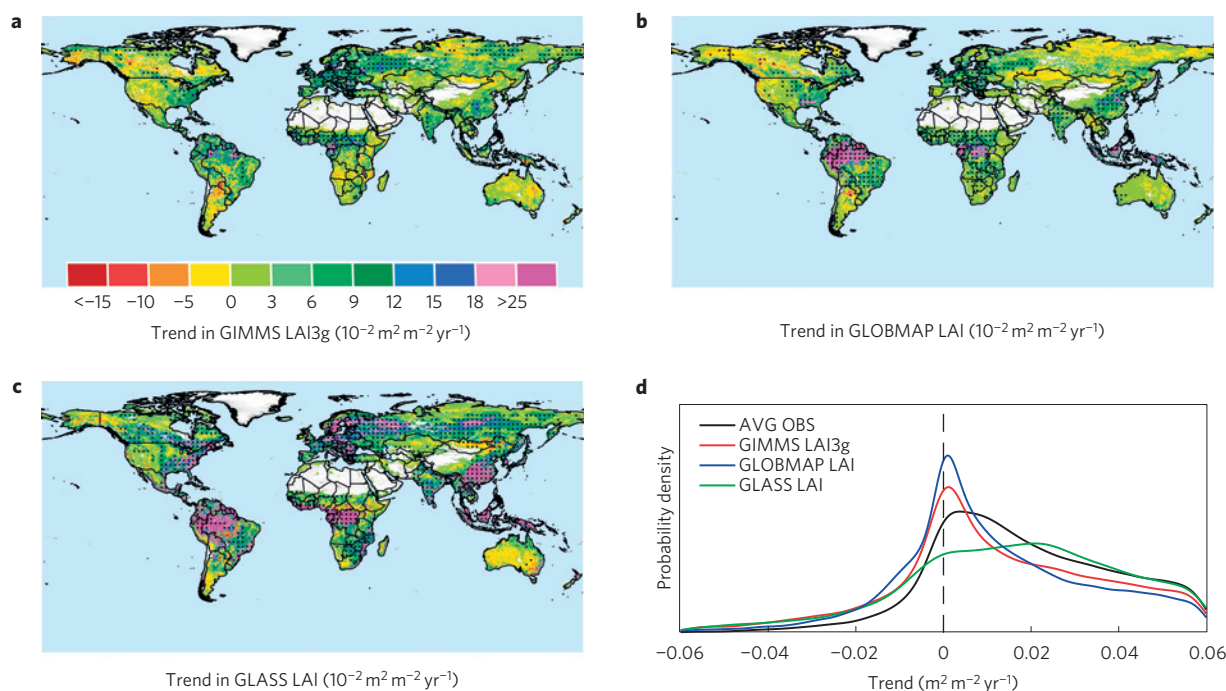 a
<−15 −10 −5 0 3 6 9 12 15 18 >25
Trend in GIMMS LAI3g (10⁻² m² m⁻² yr⁻¹)
b
Trend in GLOBMAP LAI (10⁻² m² m⁻² yr⁻¹)
c
Trend in GLASS LAI (10⁻² m² m⁻² yr⁻¹)
d
Probability density
AVG OBS
GIMMS LAI3g
GLOBMAP LAI
GLASS LAI
−0.06 −0.04 −0.02 0 0.02 0.04 0.06
Trend (m² m⁻² yr⁻¹)